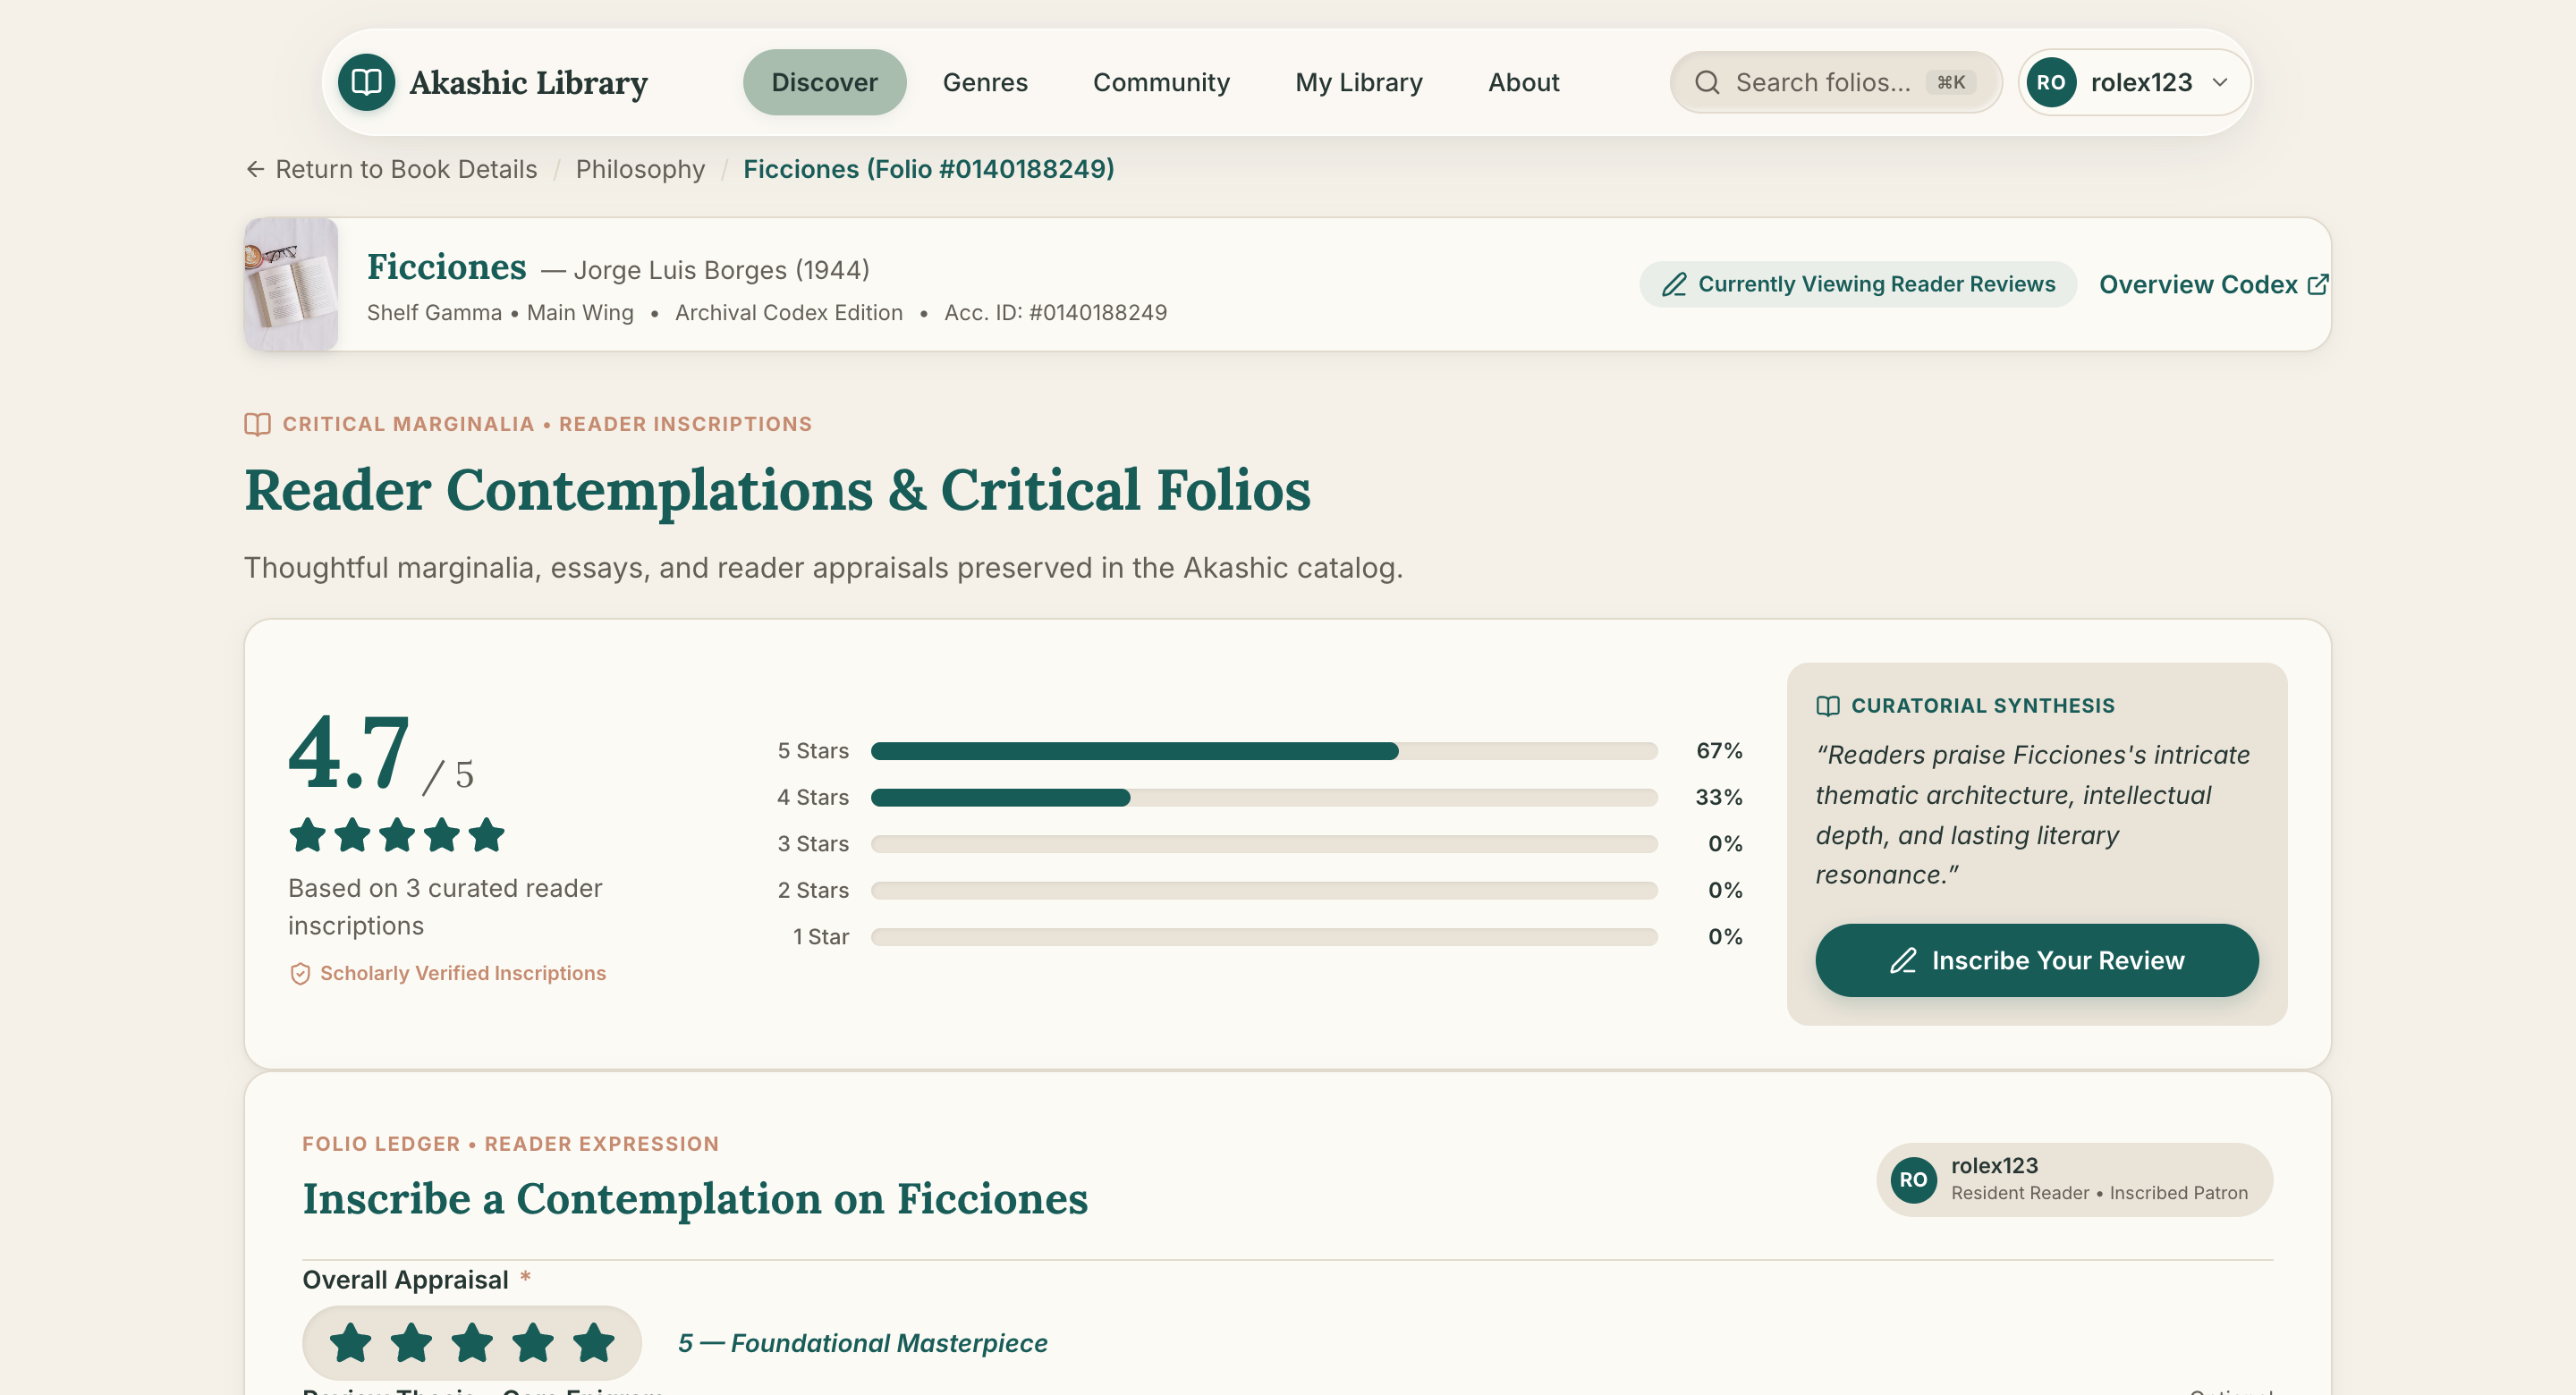 Akashic Library
Discover
Genres
Community
My Library
About
Search folios...
⌘K
RO
rolex123
← Return to Book Details / Philosophy / Ficciones (Folio #0140188249)
Ficciones — Jorge Luis Borges (1944)
Shelf Gamma • Main Wing • Archival Codex Edition • Acc. ID: #0140188249
Currently Viewing Reader Reviews
Overview Codex
CRITICAL MARGINALIA • READER INSCRIPTIONS
Reader Contemplations & Critical Folios
Thoughtful marginalia, essays, and reader appraisals preserved in the Akashic catalog.
4.7 / 5
Based on 3 curated reader
inscriptions
Scholarly Verified Inscriptions
5 Stars 67%
4 Stars 33%
3 Stars 0%
2 Stars 0%
1 Star 0%
CURATORIAL SYNTHESIS
“Readers praise Ficciones's intricate
thematic architecture, intellectual
depth, and lasting literary
resonance.”
Inscribe Your Review
FOLIO LEDGER • READER EXPRESSION
Inscribe a Contemplation on Ficciones
RO
rolex123
Resident Reader • Inscribed Patron
Overall Appraisal *
5 — Foundational Masterpiece